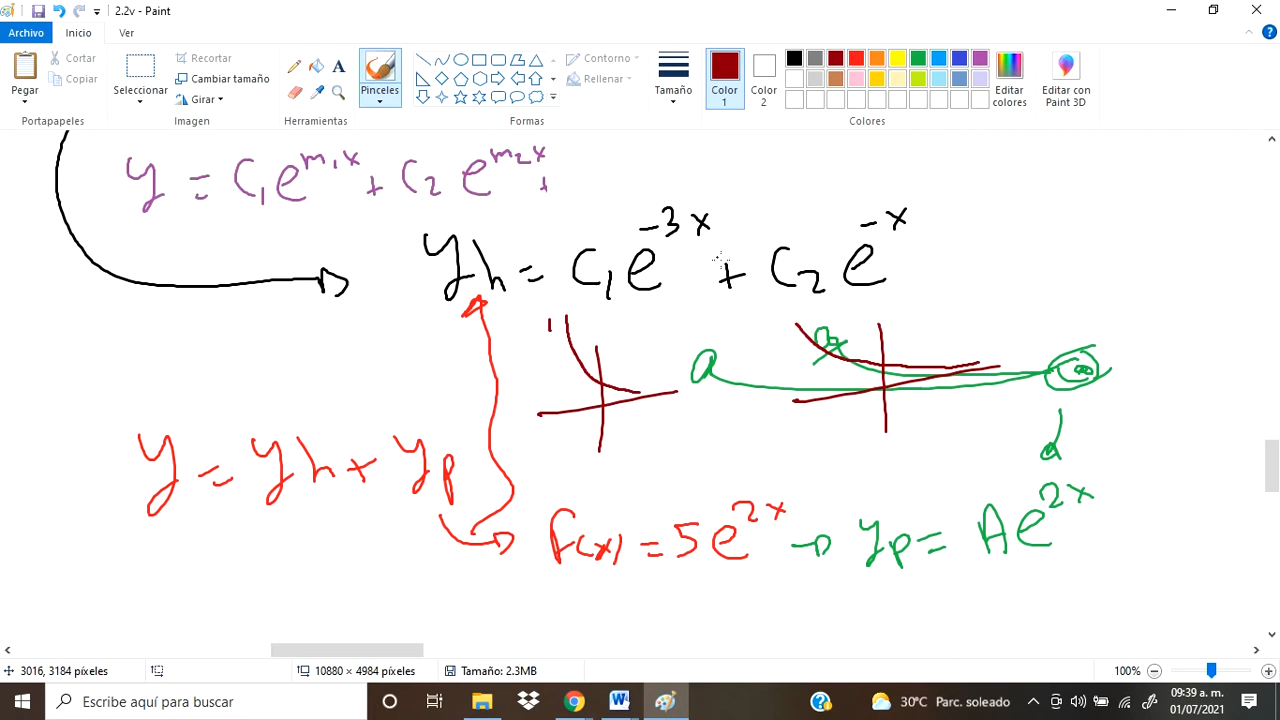 2.2v - Paint
Archivo Inicio Ver
Pegar Cortar Copiar Seleccionar Recortar Cambiar tamaño Girar Pinceles Contorno Rellenar Tamaño Color 1 Color 2 Editar colores Editar con Paint 3D
Portapapeles Imagen Herramientas Formas Colores
y = C₁e^{m₁x} + C₂ e^{m₂x} +
yh = C₁e^{-3x} + C₂ e^{-x}
y = yh + yp
f(x) = 5e^{2x} → yp = Ae^{2x}
3016, 3184 píxeles 10880 × 4984 píxeles Tamaño: 2.3MB 100%
Escribe aquí para buscar 30°C Parc. soleado 09:39 a. m.
01/07/2021